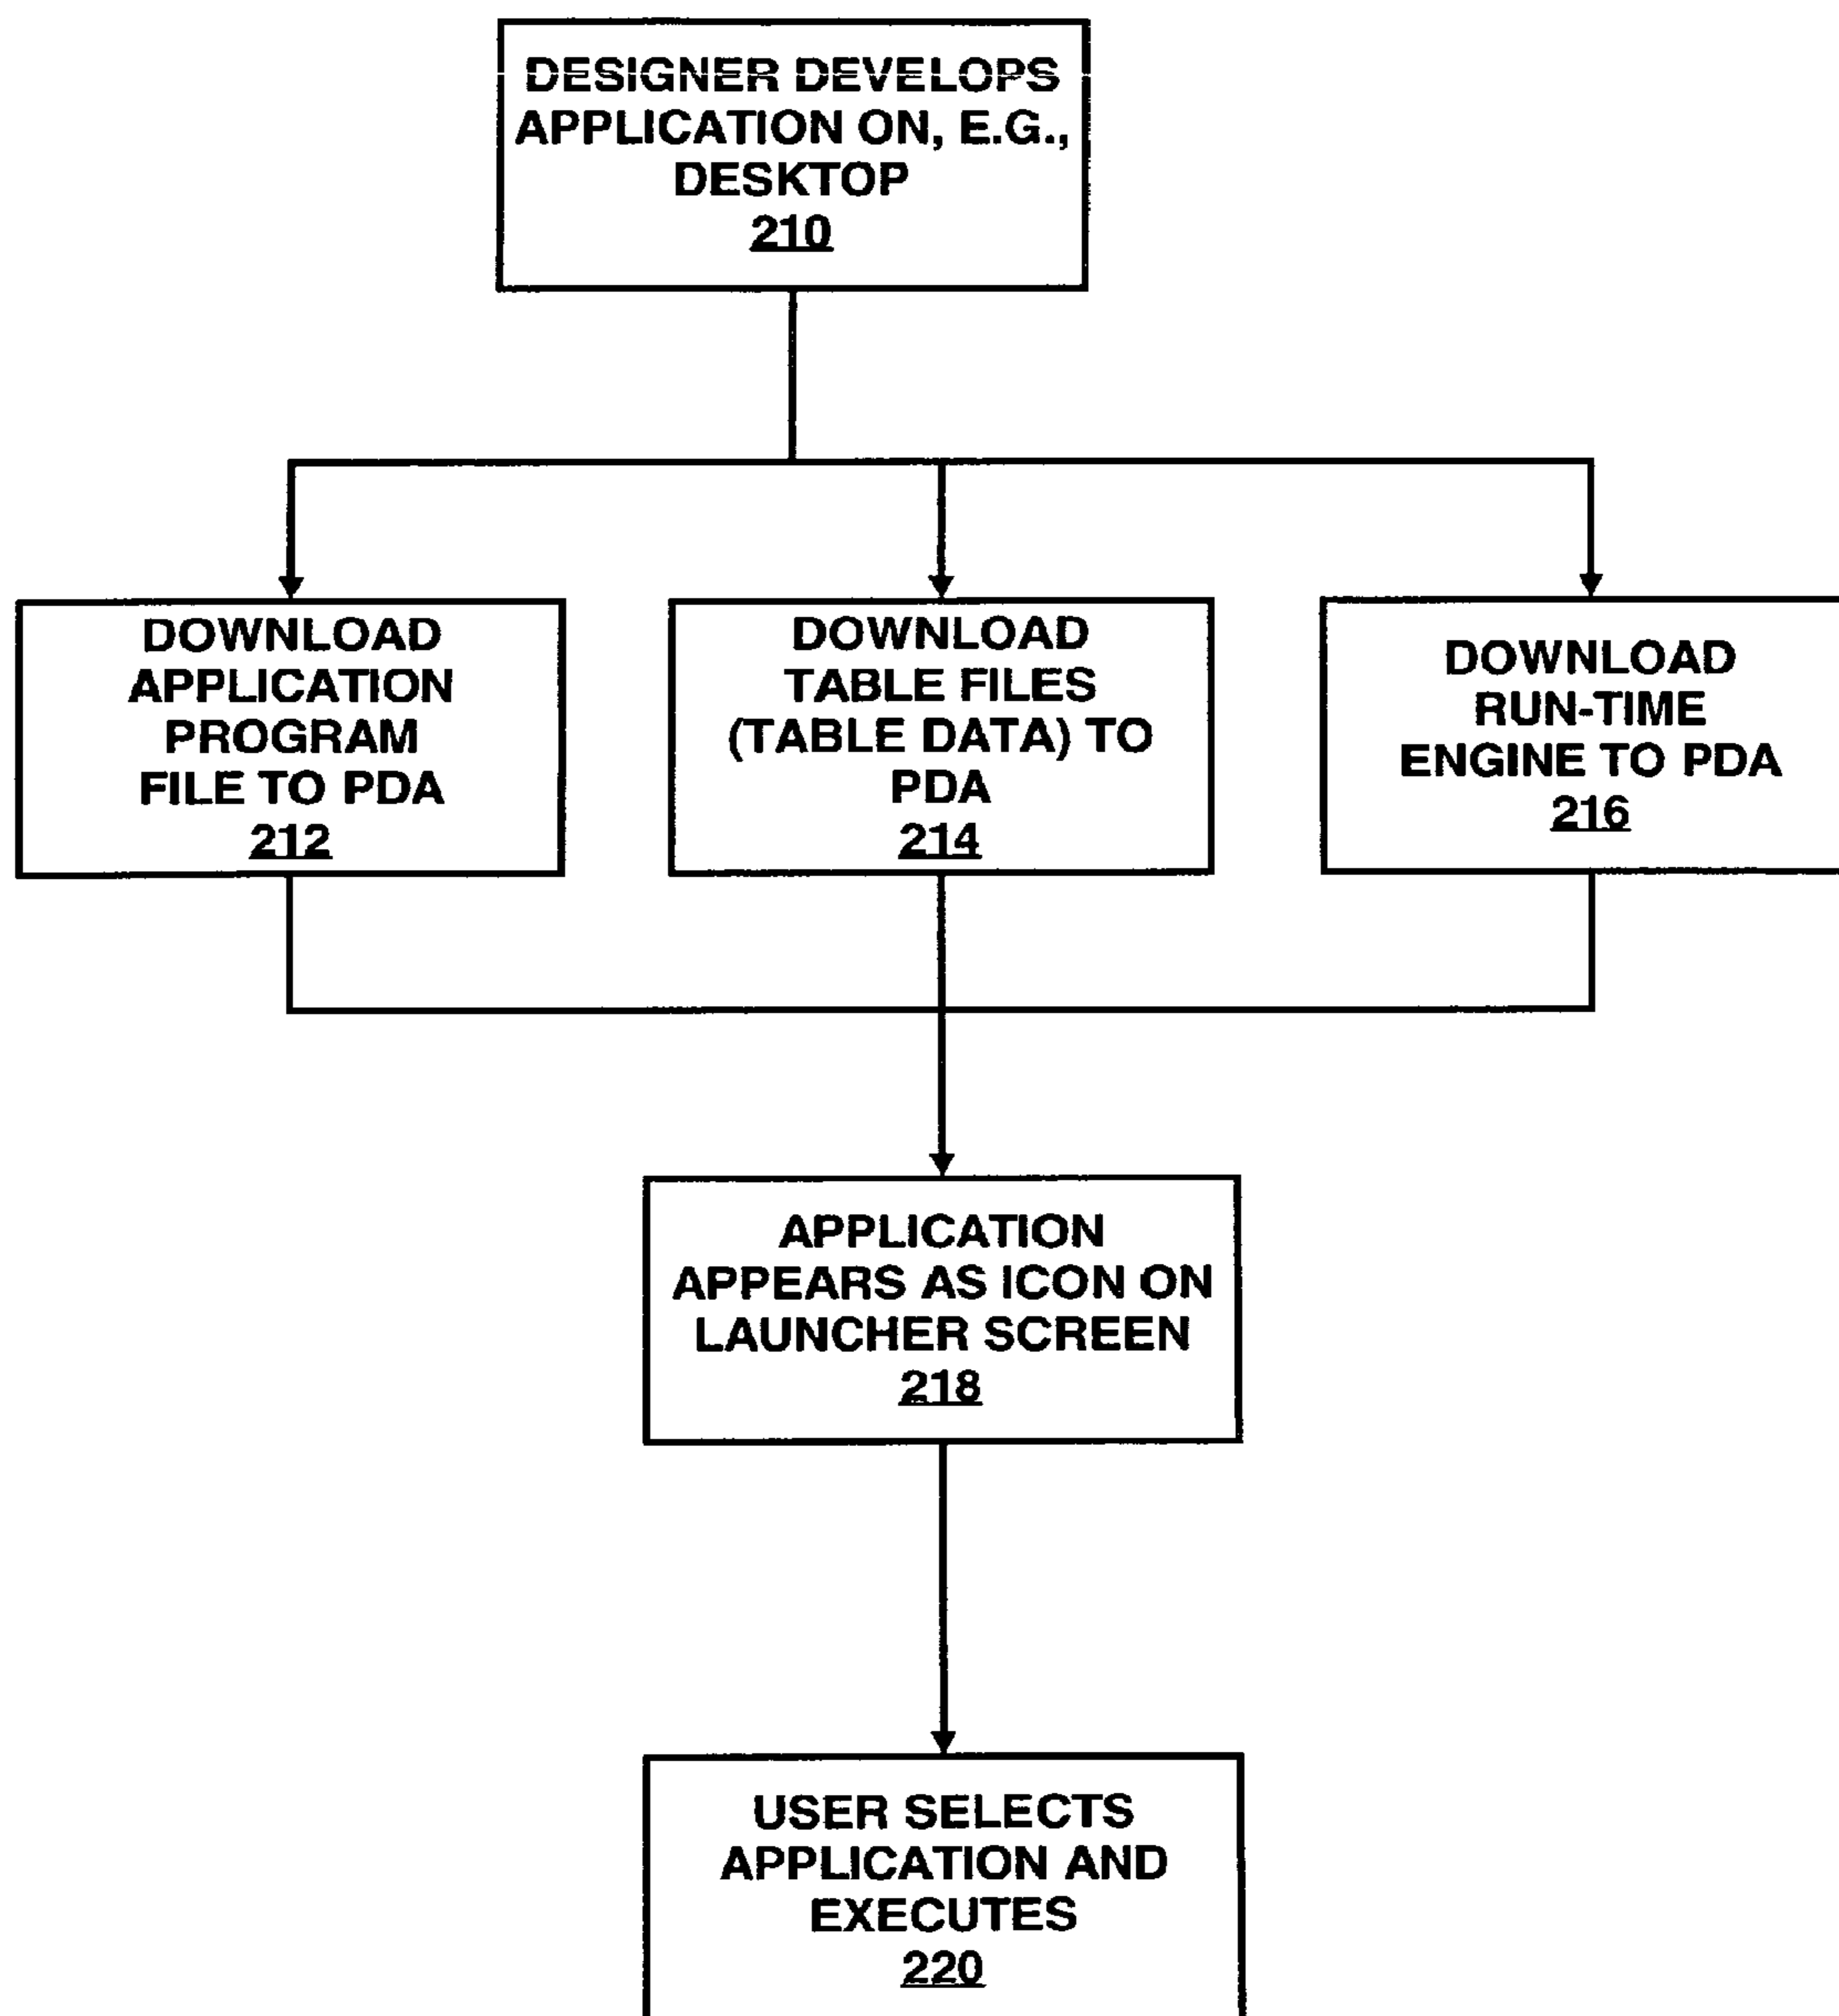 DESIGNER DEVELOPS
APPLICATION ON, E.G.,
DESKTOP
210
DOWNLOAD
APPLICATION
PROGRAM
FILE TO PDA
212
DOWNLOAD
TABLE FILES
(TABLE DATA) TO
PDA
214
DOWNLOAD
RUN-TIME
ENGINE TO PDA
216
APPLICATION
APPEARS AS ICON ON
LAUNCHER SCREEN
218
USER SELECTS
APPLICATION AND
EXECUTES
220